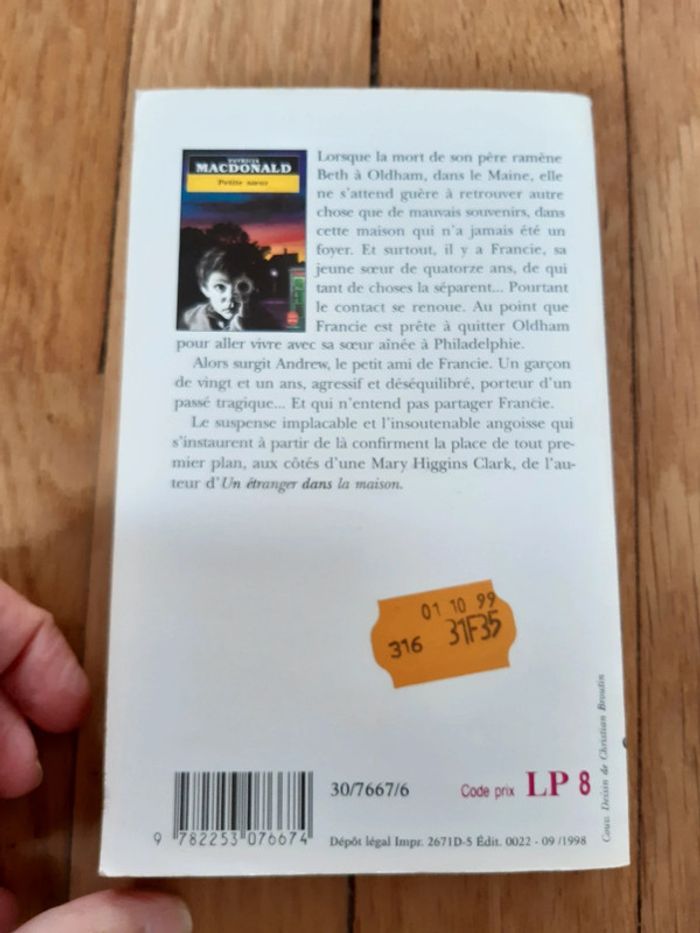 PATRICIA
MACDONALD
Petite sœur
Lorsque la mort de son père ramène
Beth à Oldham, dans le Maine, elle
ne s'attend guère à retrouver autre
chose que de mauvais souvenirs, dans
cette maison qui n'a jamais été un
foyer. Et surtout, il y a Francie, sa
jeune sœur de quatorze ans, de qui
tant de choses la séparent... Pourtant
le contact se renoue. Au point que
Francie est prête à quitter Oldham
pour aller vivre avec sa sœur aînée à Philadelphie.
Alors surgit Andrew, le petit ami de Francie. Un garçon
de vingt et un ans, agressif et déséquilibré, porteur d'un
passé tragique... Et qui n'entend pas partager Francie.
Le suspense implacable et l'insoutenable angoisse qui
s'instaurent à partir de là confirment la place de tout pre-
mier plan, aux côtés d'une Mary Higgins Clark, de l'au-
teur d'Un étranger dans la maison.
01 10 99
316 31F35
30/7667/6
Code prix LP 8
9 782253 076674
Dépôt légal Impr. 2671D-5 Édit. 0022 - 09/1998
Couv. Dessin de Christian Broutin